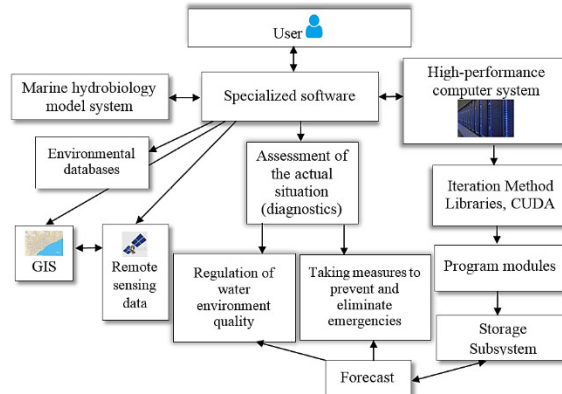 User
Marine hydrobiology
model system
Specialized software
High-performance
computer system
Environmental
databases
Assessment of
the actual
situation
(diagnostics)
Iteration Method
Libraries, CUDA
GIS
Remote
sensing
data
Regulation of
water
environment
quality
Taking measures to
prevent and
eliminate
emergencies
Program modules
Storage
Subsystem
Forecast